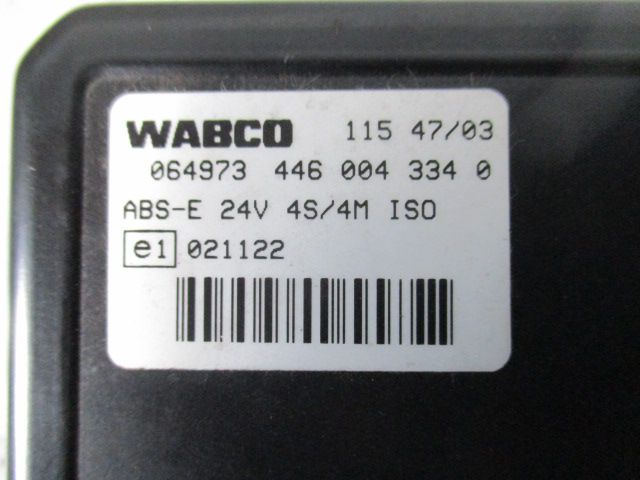 WABCO 115 47/03
064973 446 004 334 0
ABS-E 24V 4S/4M ISO
e1 021122